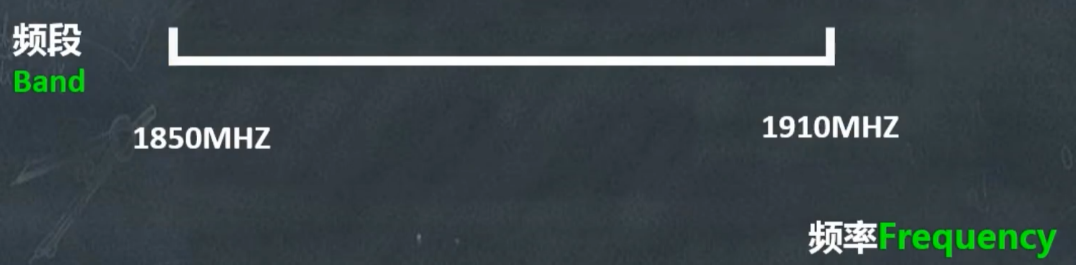 频段
Band
1850MHZ
1910MHZ
频率Frequency